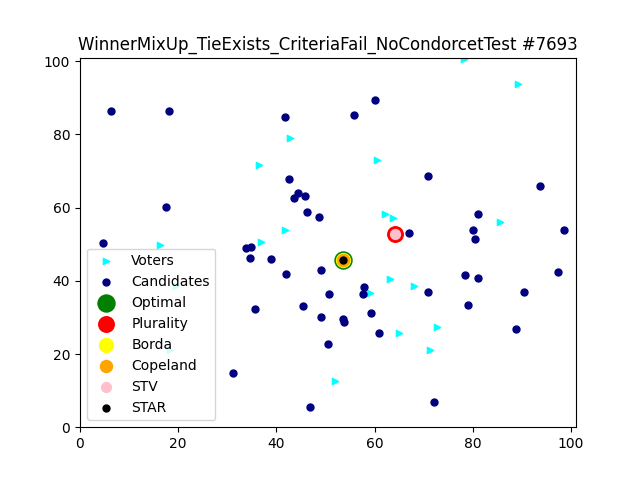 WinnerMixUp_TieExists_CriteriaFail_NoCondorcetTest #7693
100
80
60
40
20
0
Voters
Candidates
Optimal
Plurality
Borda
Copeland
STV
STAR
0 20 40 60 80 100